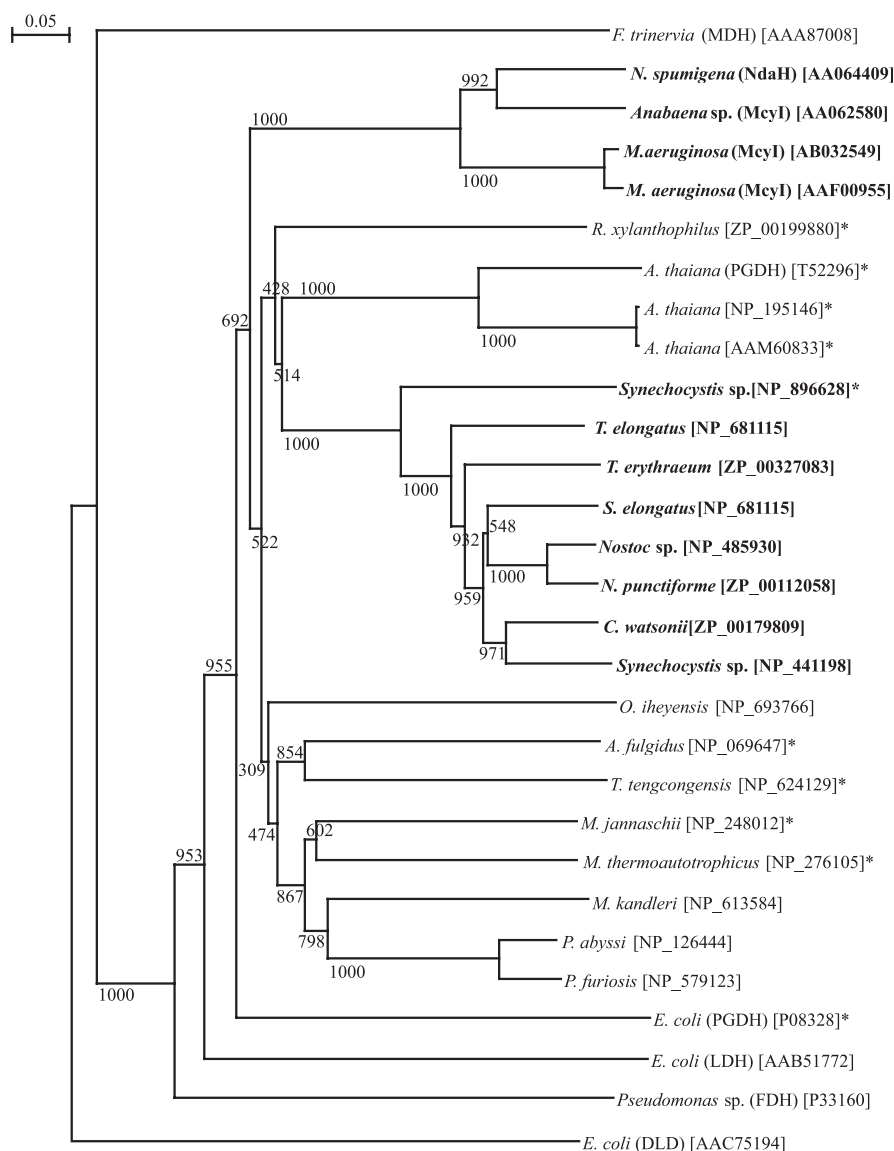 0.05
F. trinervia (MDH) [AAA87008]
N. spumigena (NdaH) [AA064409]
992
Anabaena sp. (McyI) [AA062580]
1000
M.aeruginosa (McyI) [AB032549]
1000
M. aeruginosa (McyI) [AAF00955]
R. xylanthophilus [ZP_00199880]*
A. thaiana (PGDH) [T52296]*
428
1000
A. thaiana [NP_195146]*
692
1000
A. thaiana [AAM60833]*
514
Synechocystis sp.[NP_896628]*
T. elongatus [NP_681115]
1000
T. erythraeum [ZP_00327083]
1000
S. elongatus[NP_681115]
548
932
522
Nostoc sp. [NP_485930]
1000
N. punctiforme [ZP_00112058]
959
C. watsonii[ZP_00179809]
971
Synechocystis sp. [NP_441198]
955
O. iheyensis [NP_693766]
A. fulgidus [NP_069647]*
854
309
T. tengcongensis [NP_624129]*
M. jannaschii [NP_248012]*
602
474
953
M. thermoautotrophicus [NP_276105]*
867
M. kandleri [NP_613584]
798
P. abyssi [NP_126444]
1000
P. furiosis [NP_579123]
1000
E. coli (PGDH) [P08328]*
E. coli (LDH) [AAB51772]
Pseudomonas sp. (FDH) [P33160]
E. coli (DLD) [AAC75194]